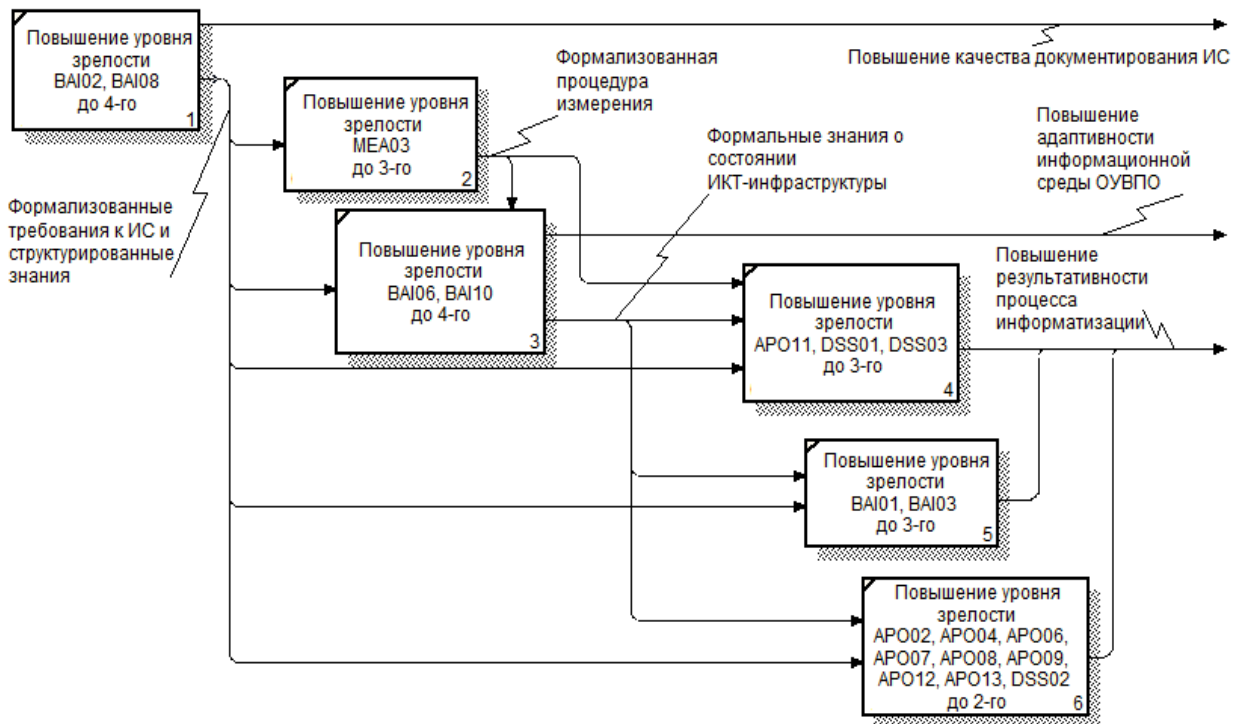 Повышение уровня
зрелости
BAI02, BAI08
до 4-го
1
Повышение качества документирования ИС
Формализованная
процедура
измерения
Повышение уровня
зрелости
MEA03
до 3-го
2
Формальные знания о
состоянии
ИКТ-инфраструктуры
Повышение
адаптивности
информационной
среды ОУВПО
Формализованные
требования к ИС и
структурированные
знания
Повышение уровня
зрелости
BAI06, BAI10
до 4-го
3
Повышение
результативности
процесса
информатизации
Повышение уровня
зрелости
APO11, DSS01, DSS03
до 3-го
4
Повышение уровня
зрелости
BAI01, BAI03
до 3-го
5
Повышение уровня
зрелости
APO02, APO04, APO06,
APO07, APO08, APO09,
APO12, APO13, DSS02
до 2-го
6